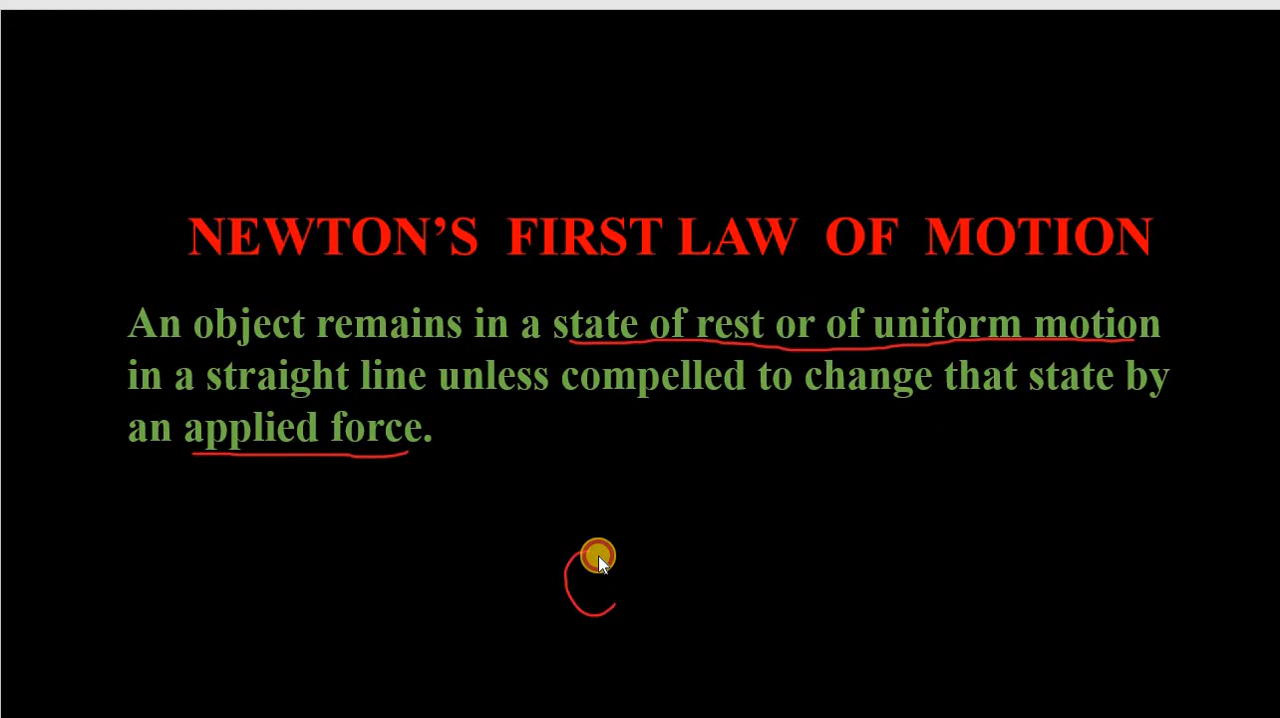 NEWTON’S FIRST LAW OF MOTION
An object remains in a state of rest or of uniform motion
in a straight line unless compelled to change that state by
an applied force.